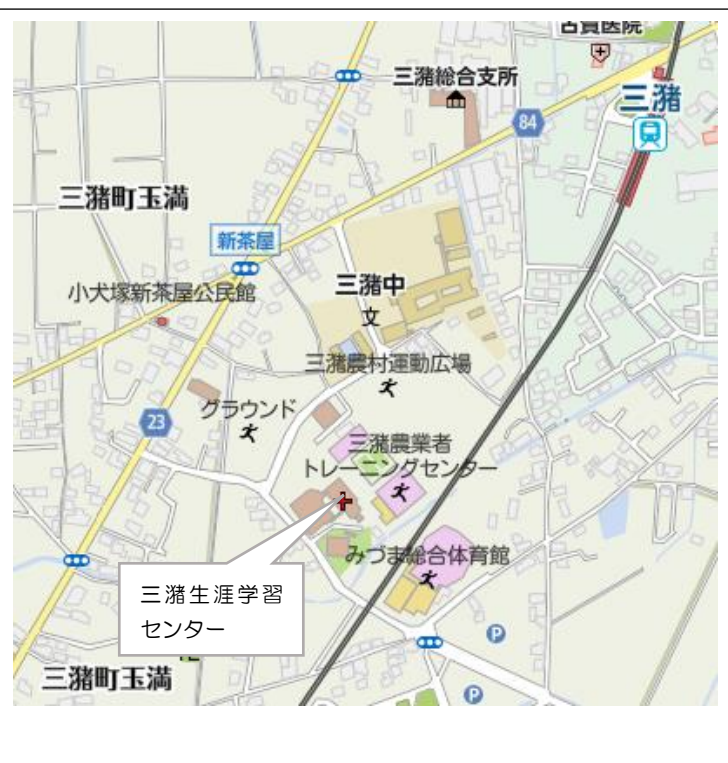 古賀医院
三潴総合支所
三潴
84
三潴町玉満
新茶屋
小犬塚新茶屋公民館
三潴中
文
三潴農村運動広場
グラウンド
23
三潴農業者
トレーニングセンター
みづま総合体育館
三潴生涯学習
センター
P
三潴町玉満
P